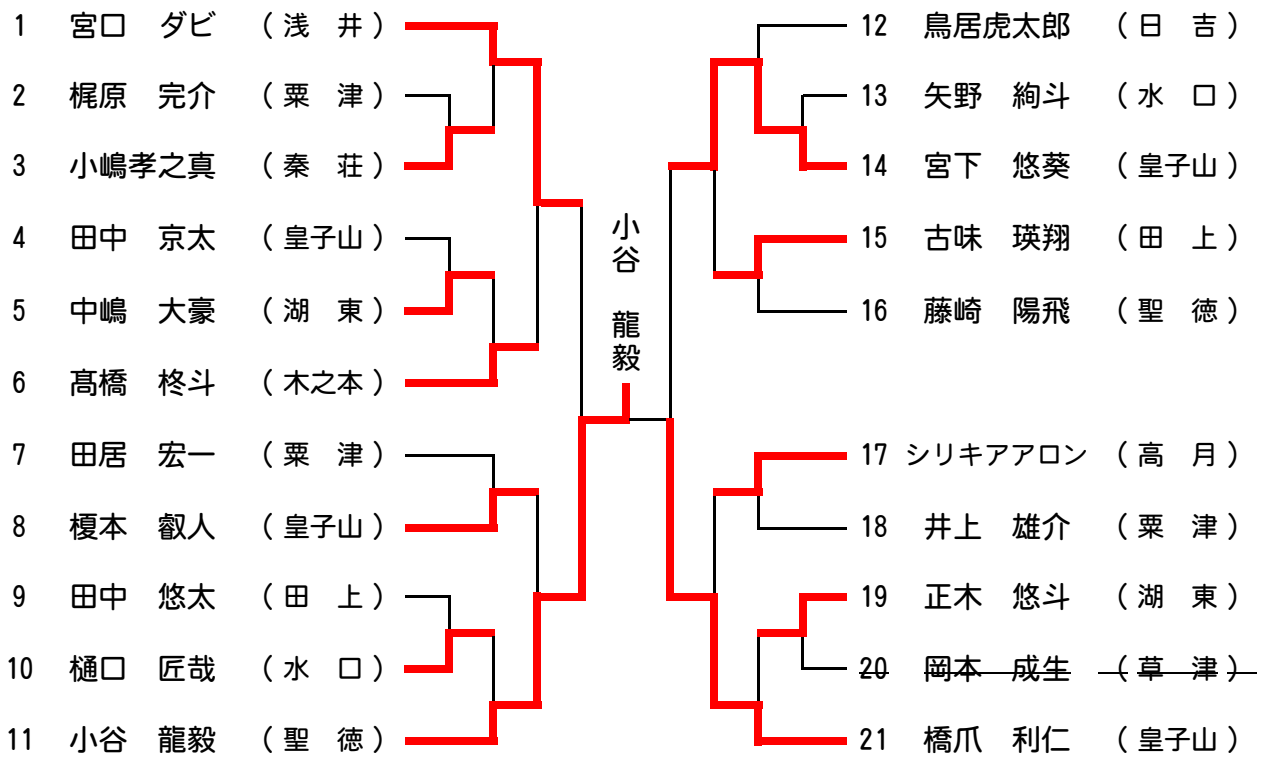 1 宮口 ダビ (浅 井)
2 梶原 完介 (粟 津)
3 小嶋孝之真 (秦 荘)
4 田中 京太 (皇子山)
5 中嶋 大豪 (湖 東)
6 髙橋 柊斗 (木之本)
7 田居 宏一 (粟 津)
8 榎本 叡人 (皇子山)
9 田中 悠太 (田 上)
10 樋口 匠哉 (水 口)
11 小谷 龍毅 (聖 徳)
小谷 龍毅
12 鳥居虎太郎 (日 吉)
13 矢野 絢斗 (水 口)
14 宮下 悠葵 (皇子山)
15 古味 瑛翔 (田 上)
16 藤崎 陽飛 (聖 徳)
17 シリキアアロン (高 月)
18 井上 雄介 (粟 津)
19 正木 悠斗 (湖 東)
20 岡本 成生 (草 津)
21 橋爪 利仁 (皇子山)